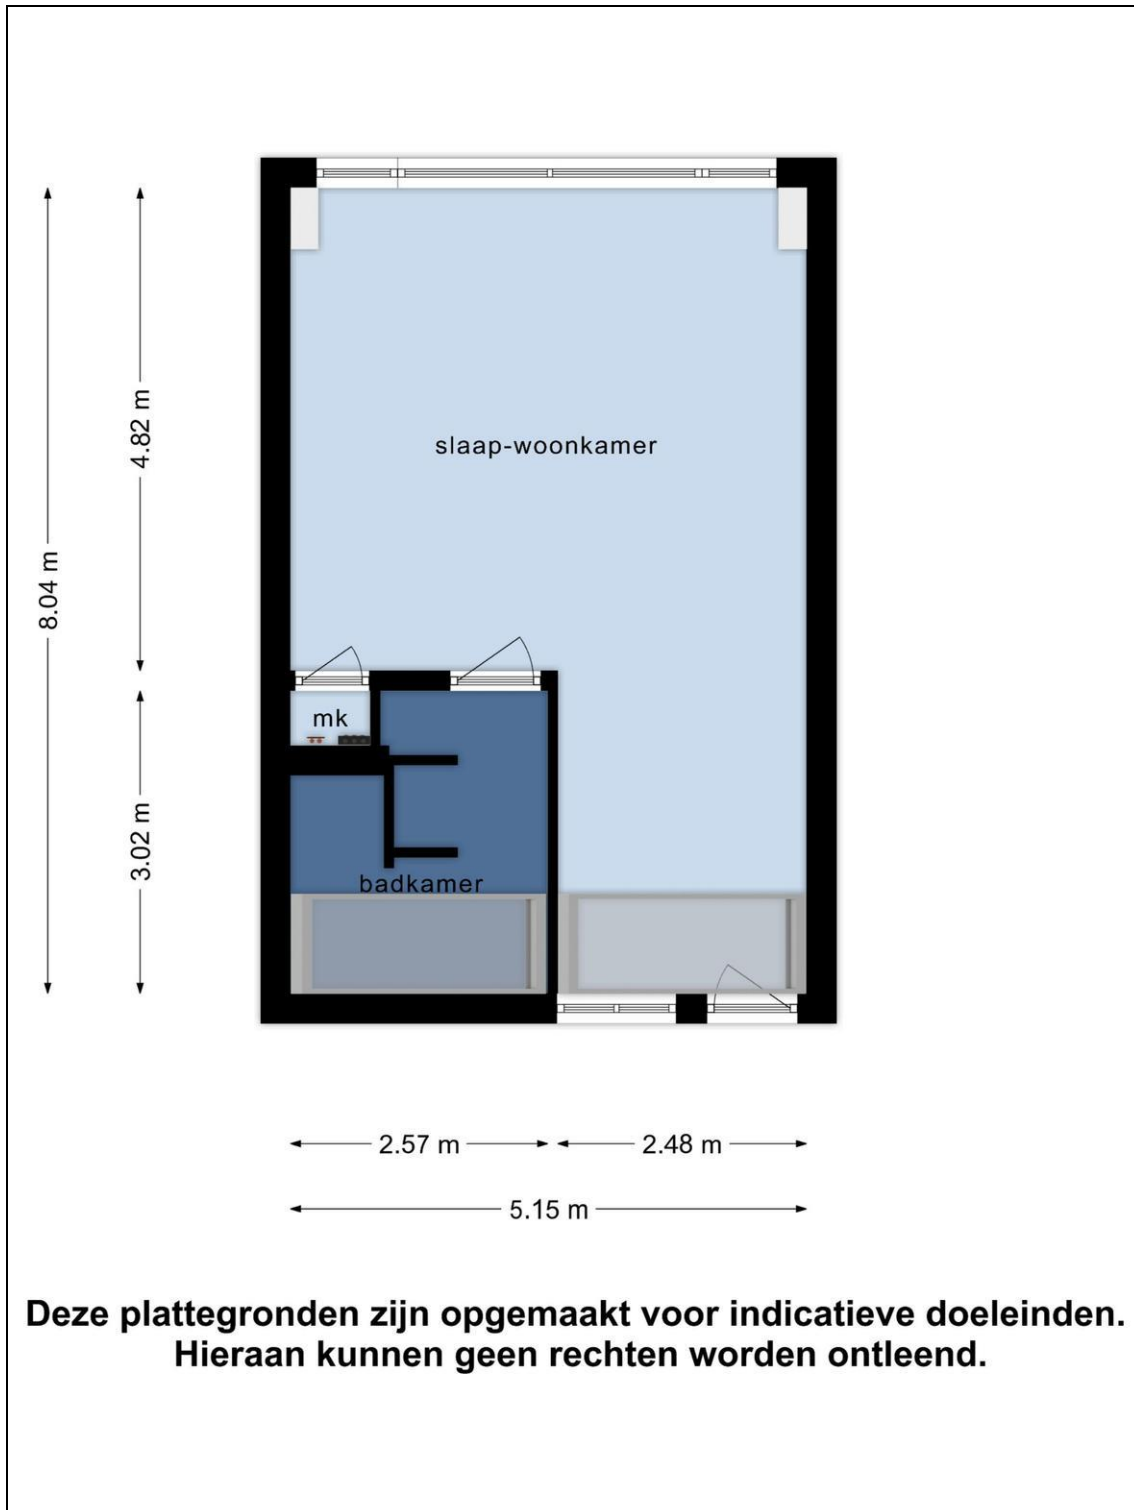 4.82 m
slaap-woonkamer
8.04 m
mk
3.02 m
badkamer
2.57 m
2.48 m
5.15 m
Deze plattegronden zijn opgemaakt voor indicatieve doeleinden.
Hieraan kunnen geen rechten worden ontleend.